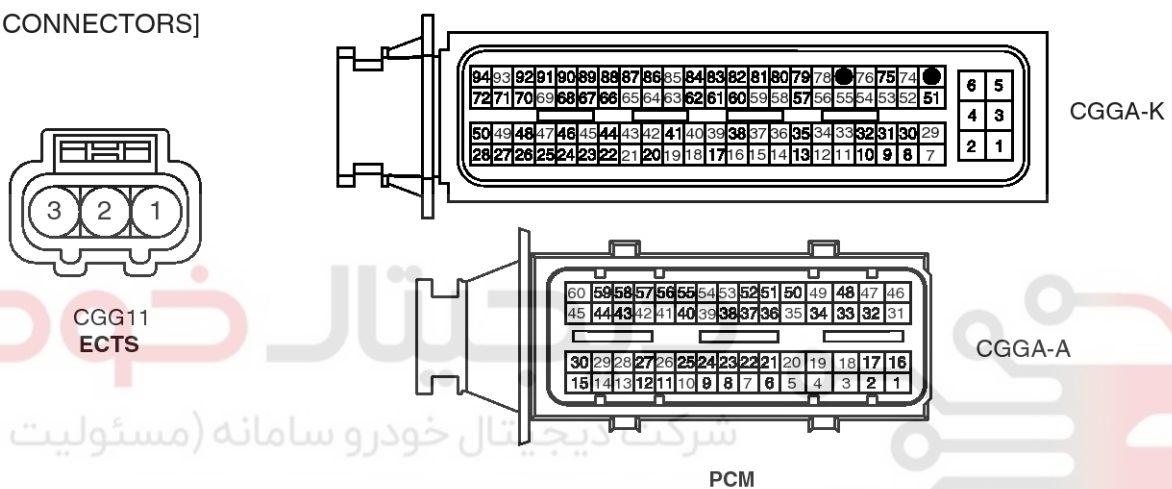 CONNECTORS]
94 93 92 91 90 89 88 87 86 85 84 83 82 81 80 79 78 76 75 74
72 71 70 69 68 67 66 65 64 63 62 61 60 59 58 57 56 55 54 53 52 51
50 49 48 47 46 45 44 43 42 41 40 39 38 37 36 35 34 33 32 31 30 29
28 27 26 25 24 23 22 21 20 19 18 17 16 15 14 13 12 11 10 9 8 7
6 5
4 3
2 1
CGGA-K
3 2 1
CGG11
ECTS
60 59 58 57 56 55 54 53 52 51 50 49 48 47 46
45 44 43 42 41 40 39 38 37 36 35 34 33 32 31
30 29 28 27 26 25 24 23 22 21 20 19 18 17 16
15 14 13 12 11 10 9 8 7 6 5 4 3 2 1
CGGA-A
PCM
دیجیتال خود
شرکت دیجیتال خودرو سامانه (مسئولیت